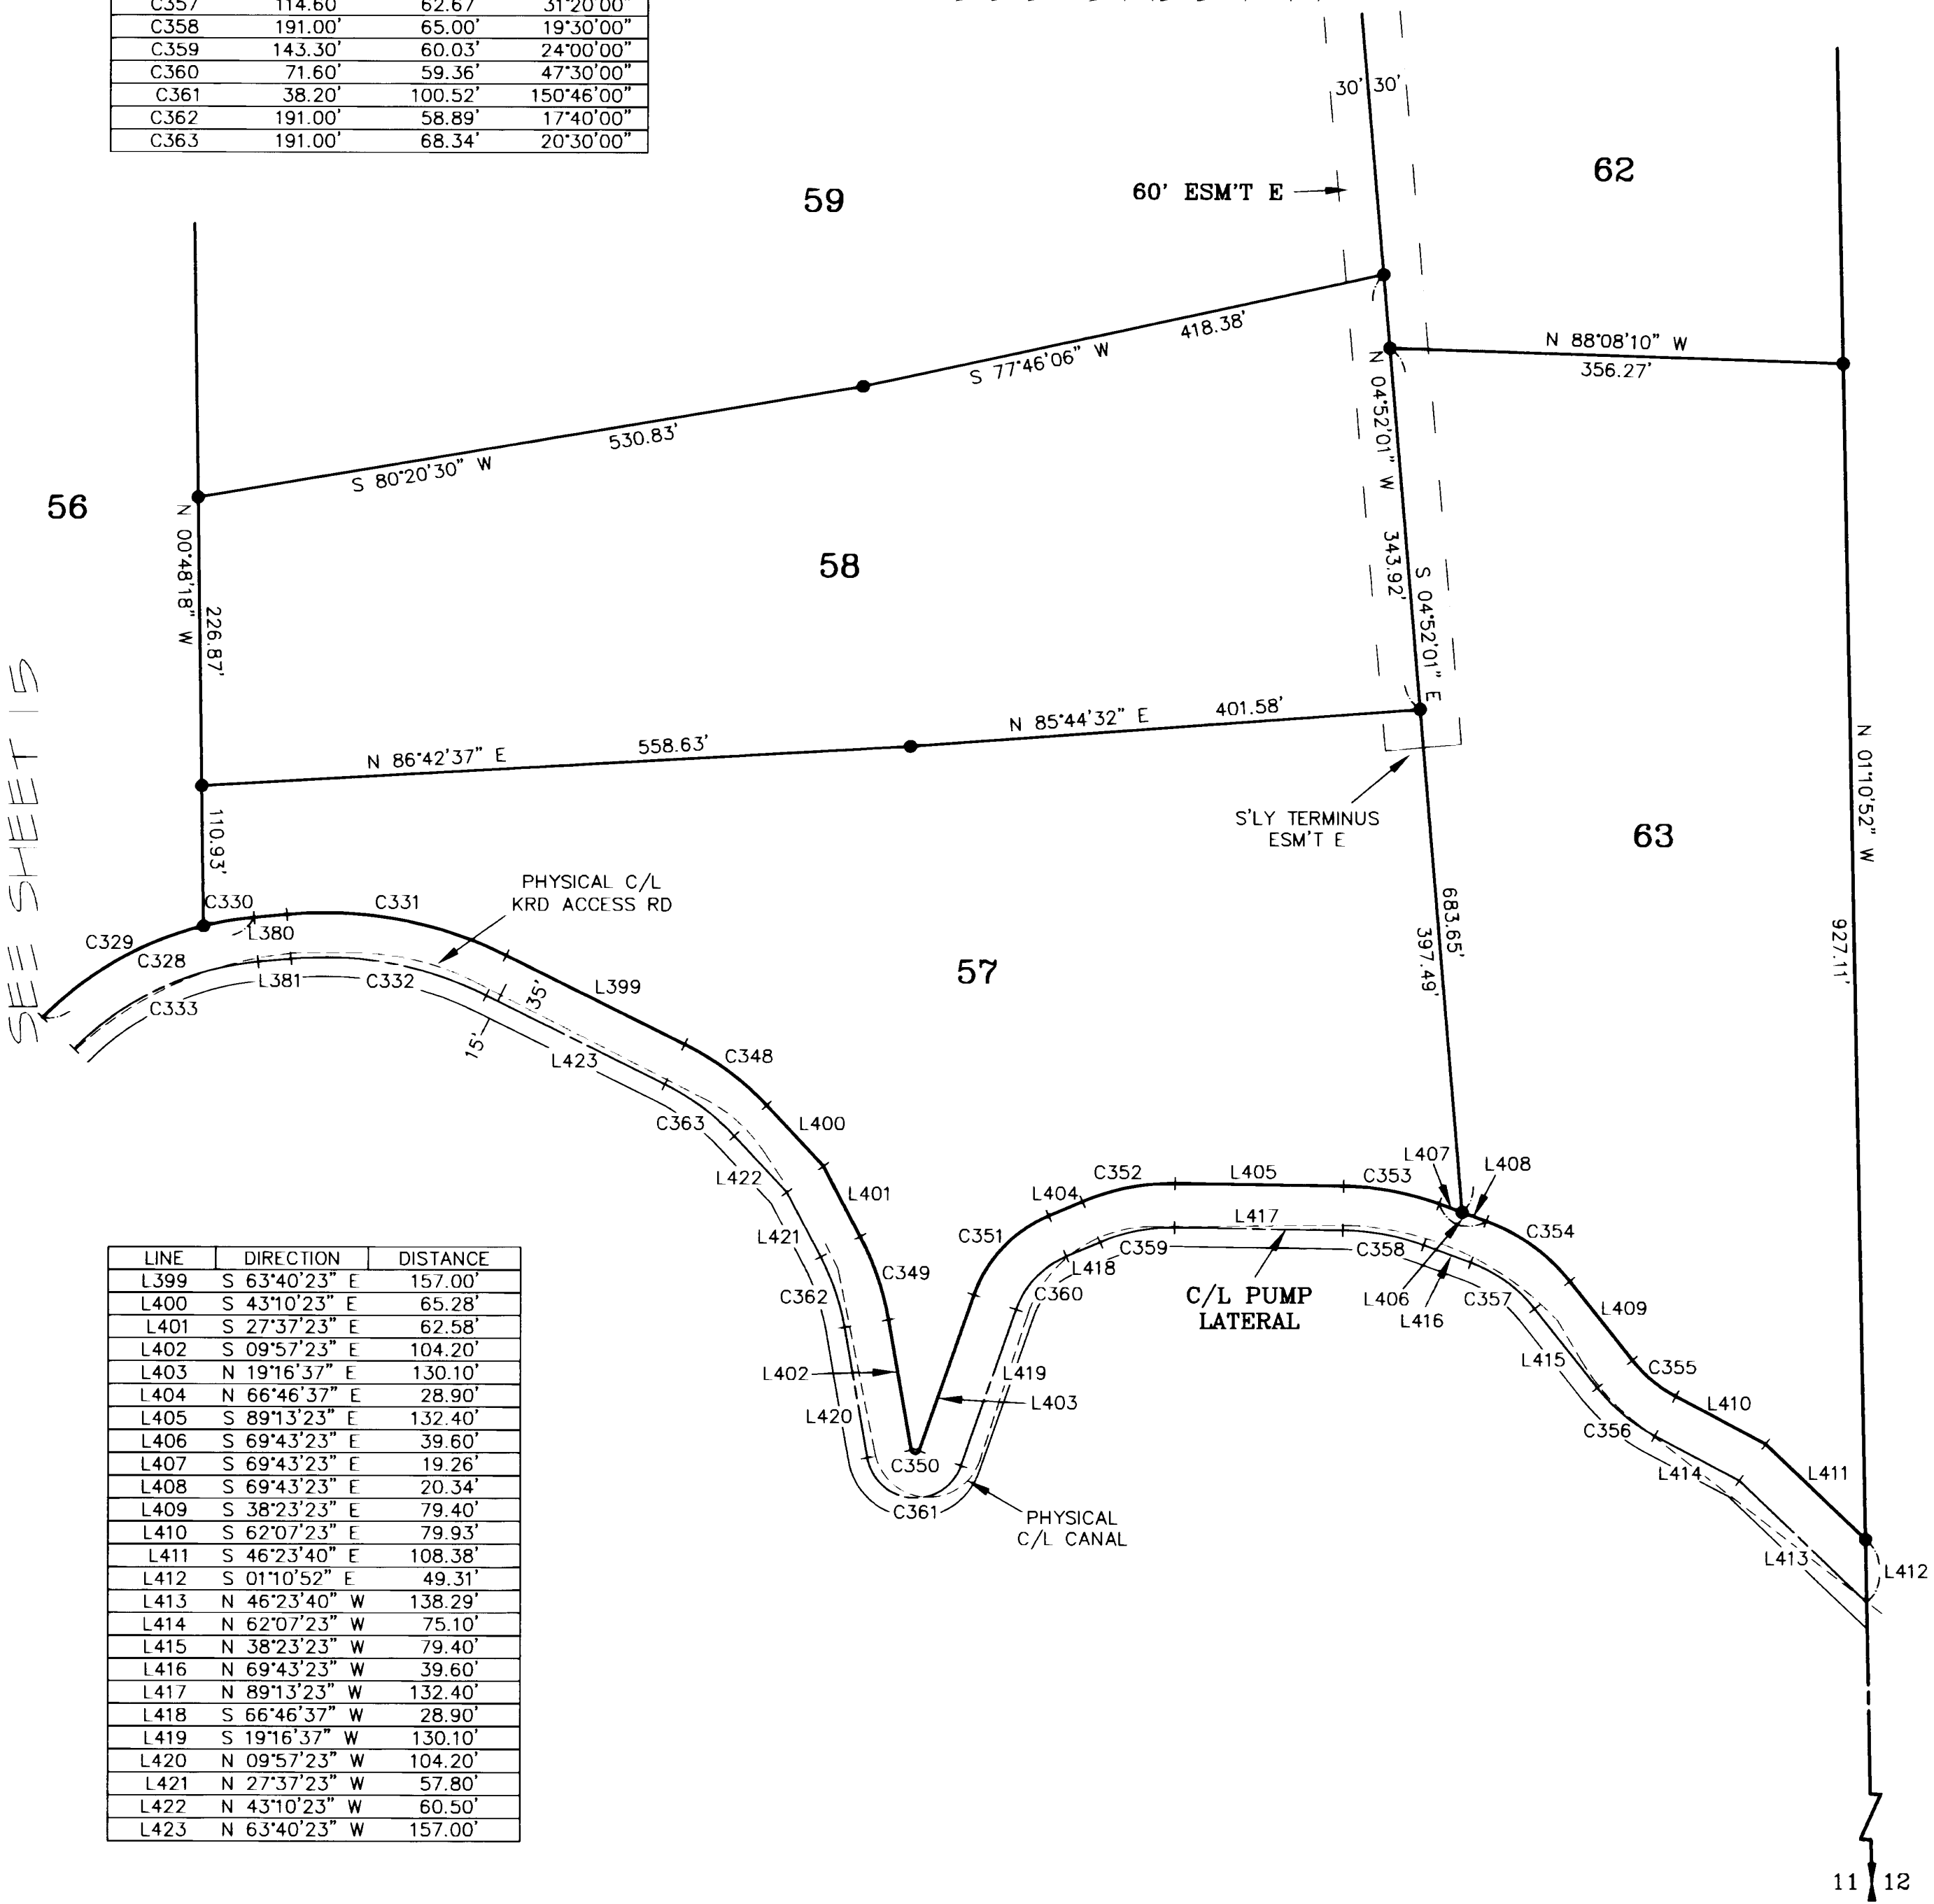 C357 114.60' 62.67' 31°20'00"
C358 191.00' 65.00' 19°30'00"
C359 143.30' 60.03' 24°00'00"
C360 71.60' 59.36' 47°30'00"
C361 38.20' 100.52' 150°46'00"
C362 191.00' 58.89' 17°40'00"
C363 191.00' 68.34' 20°30'00"
30' 30'
62
59
60' ESM'T E
418.38'
S 77°46'06" W
N 88°08'10" W
356.27'
530.83'
S 80°20'30" W
56
N 00°48'18" W
226.87'
58
N 04°52'01" W
343.92'
S 04°52'01" E
SEE SHEET 15
N 86°42'37" E
558.63'
N 85°44'32" E
401.58'
N 01°10'52" W
927.11'
S'LY TERMINUS
ESM'T E
63
110.93'
PHYSICAL C/L
KRD ACCESS RD
C330
C331
L380
C329
C328
C333
L381
C332
35'
15'
L399
L423
57
683.65'
397.49'
C348
C363
L400
L422
L401
L421
C349
C362
L402
L420
C350
C361
L403
L419
C351
L404
C352
L405
C353
L407
L408
C354
C360
L418
C359
L417
C358
L406
L416
C357
C/L PUMP
LATERAL
L409
L415
C355
C356
L410
L414
L411
L413
L412
PHYSICAL
C/L CANAL
LINE DIRECTION DISTANCE
L399 S 63°40'23" E 157.00'
L400 S 43°10'23" E 65.28'
L401 S 27°37'23" E 62.58'
L402 S 09°57'23" E 104.20'
L403 N 19°16'37" E 130.10'
L404 N 66°46'37" E 28.90'
L405 S 89°13'23" E 132.40'
L406 S 69°43'23" E 39.60'
L407 S 69°43'23" E 19.26'
L408 S 69°43'23" E 20.34'
L409 S 38°23'23" E 79.40'
L410 S 62°07'23" E 79.93'
L411 S 46°23'40" E 108.38'
L412 S 01°10'52" E 49.31'
L413 N 46°23'40" W 138.29'
L414 N 62°07'23" W 75.10'
L415 N 38°23'23" W 79.40'
L416 N 69°43'23" W 39.60'
L417 N 89°13'23" W 132.40'
L418 S 66°46'37" W 28.90'
L419 S 19°16'37" W 130.10'
L420 N 09°57'23" W 104.20'
L421 N 27°37'23" W 57.80'
L422 N 43°10'23" W 60.50'
L423 N 63°40'23" W 157.00'
11 12